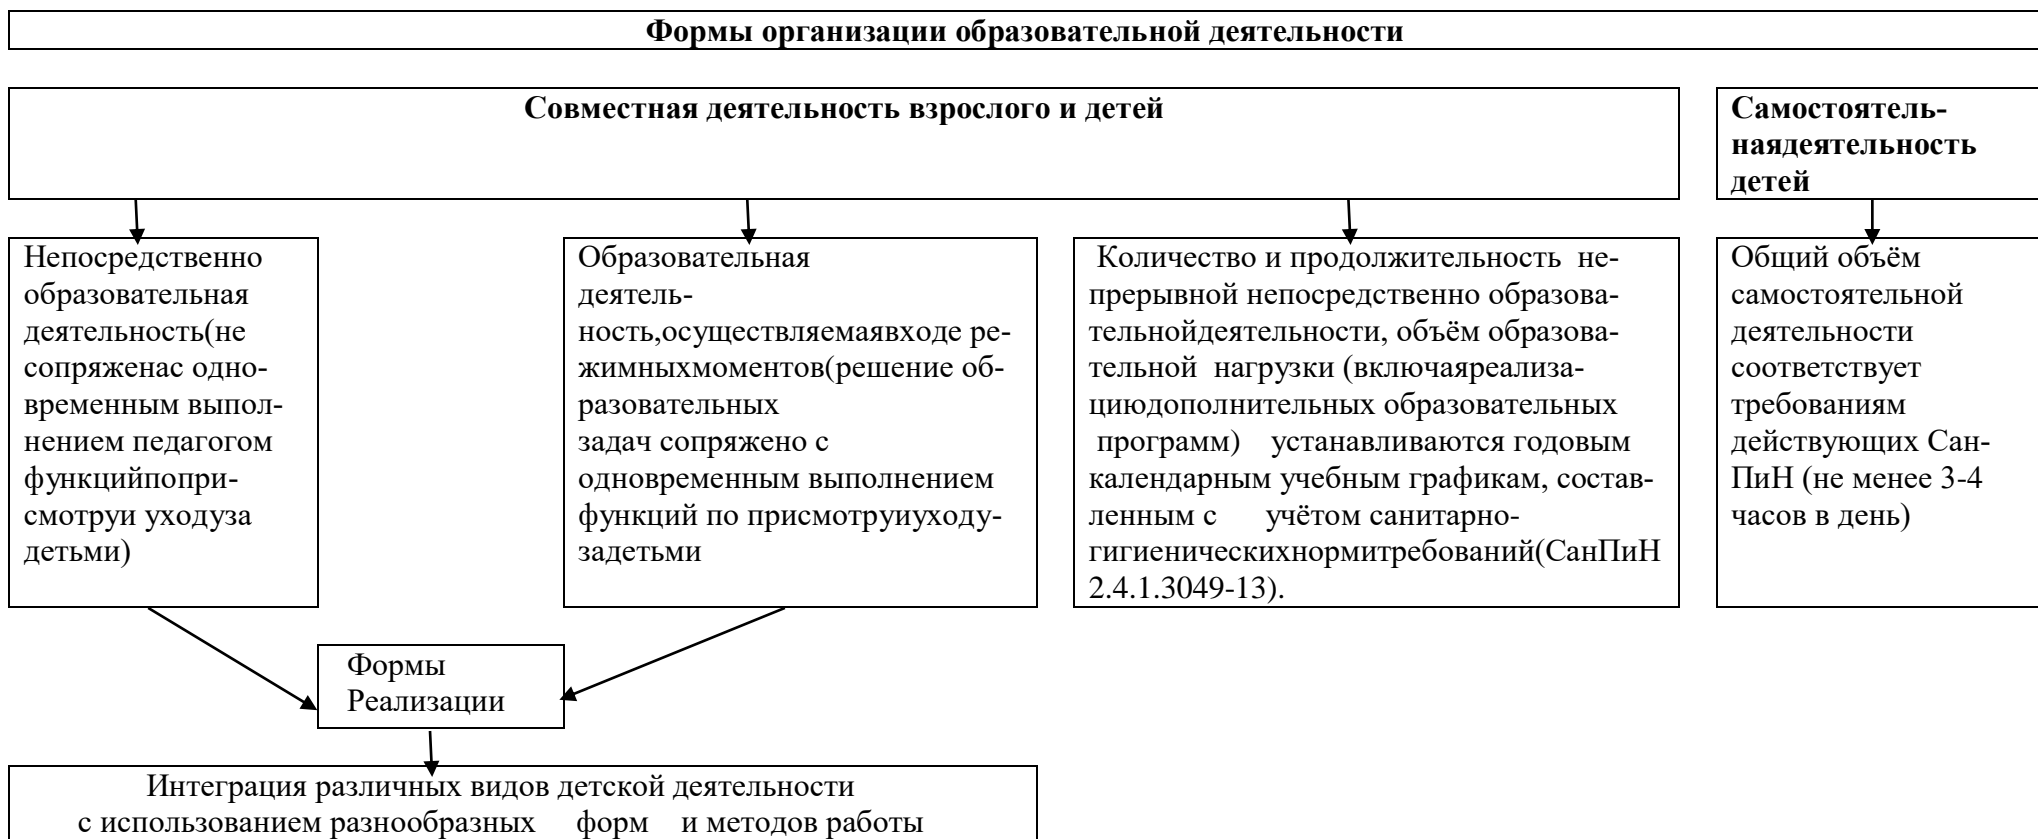 Формы организации образовательной деятельности
Совместная деятельность взрослого и детей
Самостоятель-
наядеятельность
детей
Непосредственно
образовательная
деятельность(не
сопряженас одно-
временным выпол-
нением педагогом
функцийпопри-
смотруи уходуза
детьми)
Образовательная
деятель-
ность,осуществляемаявходе ре-
жимныхмоментов(решение об-
разовательных
задач сопряжено с
одновременным выполнением
функций по присмотруиуходу-
задетьми
Количество и продолжительность не-
прерывной непосредственно образова-
тельнойдеятельности, объём образова-
тельной нагрузки (включаяреализа-
циюдополнительных образовательных
программ) устанавливаются годовым
календарным учебным графикам, состав-
ленным с учётом санитарно-
гигиеническихнормитребований(СанПиН
2.4.1.3049-13).
Общий объём
самостоятельной
деятельности
соответствует
требованиям
действующих Сан-
ПиН (не менее 3-4
часов в день)
Формы
Реализации
Интеграция различных видов детской деятельности
с использованием разнообразных форм и методов работы